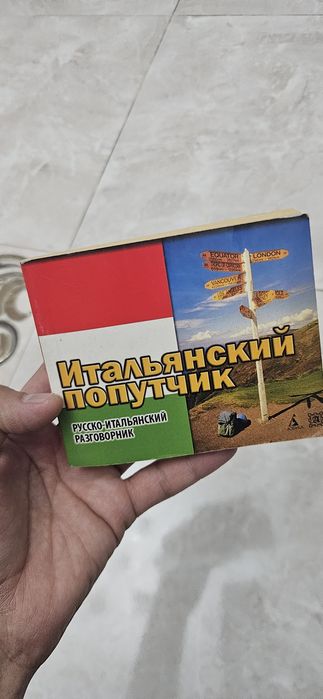 EQUATOR
LONDON
VANCOUVER
Итальянский
попутчик
РУССКО-ИТАЛЬЯНСКИЙ
РАЗГОВОРНИК